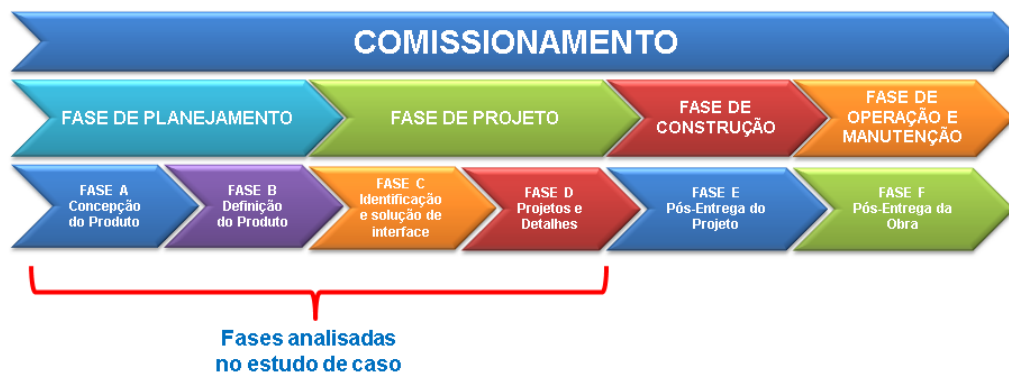 COMISSIONAMENTO
FASE DE PLANEJAMENTO
FASE DE PROJETO
FASE DE
CONSTRUÇÃO
FASE DE
OPERAÇÃO E
MANUTENÇÃO
FASE A
Concepção
do Produto
FASE B
Definição
do Produto
FASE C
Identificação
e solução de
interface
FASE D
Projetos e
Detalhes
FASE E
Pós-Entrega do
Projeto
FASE F
Pós-Entrega da
Obra
Fases analisadas
no estudo de caso